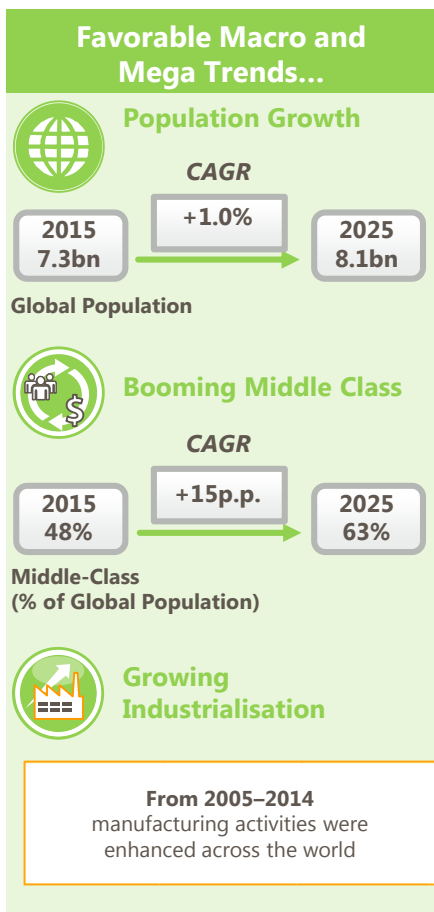 Favorable Macro and
Mega Trends…
Population Growth
CAGR
+1.0%
2015
7.3bn
2025
8.1bn
Global Population
$
Booming Middle Class
CAGR
+15p.p.
2015
48%
2025
63%
Middle-Class
(% of Global Population)
Growing
Industrialisation
From 2005–2014
manufacturing activities were
enhanced across the world